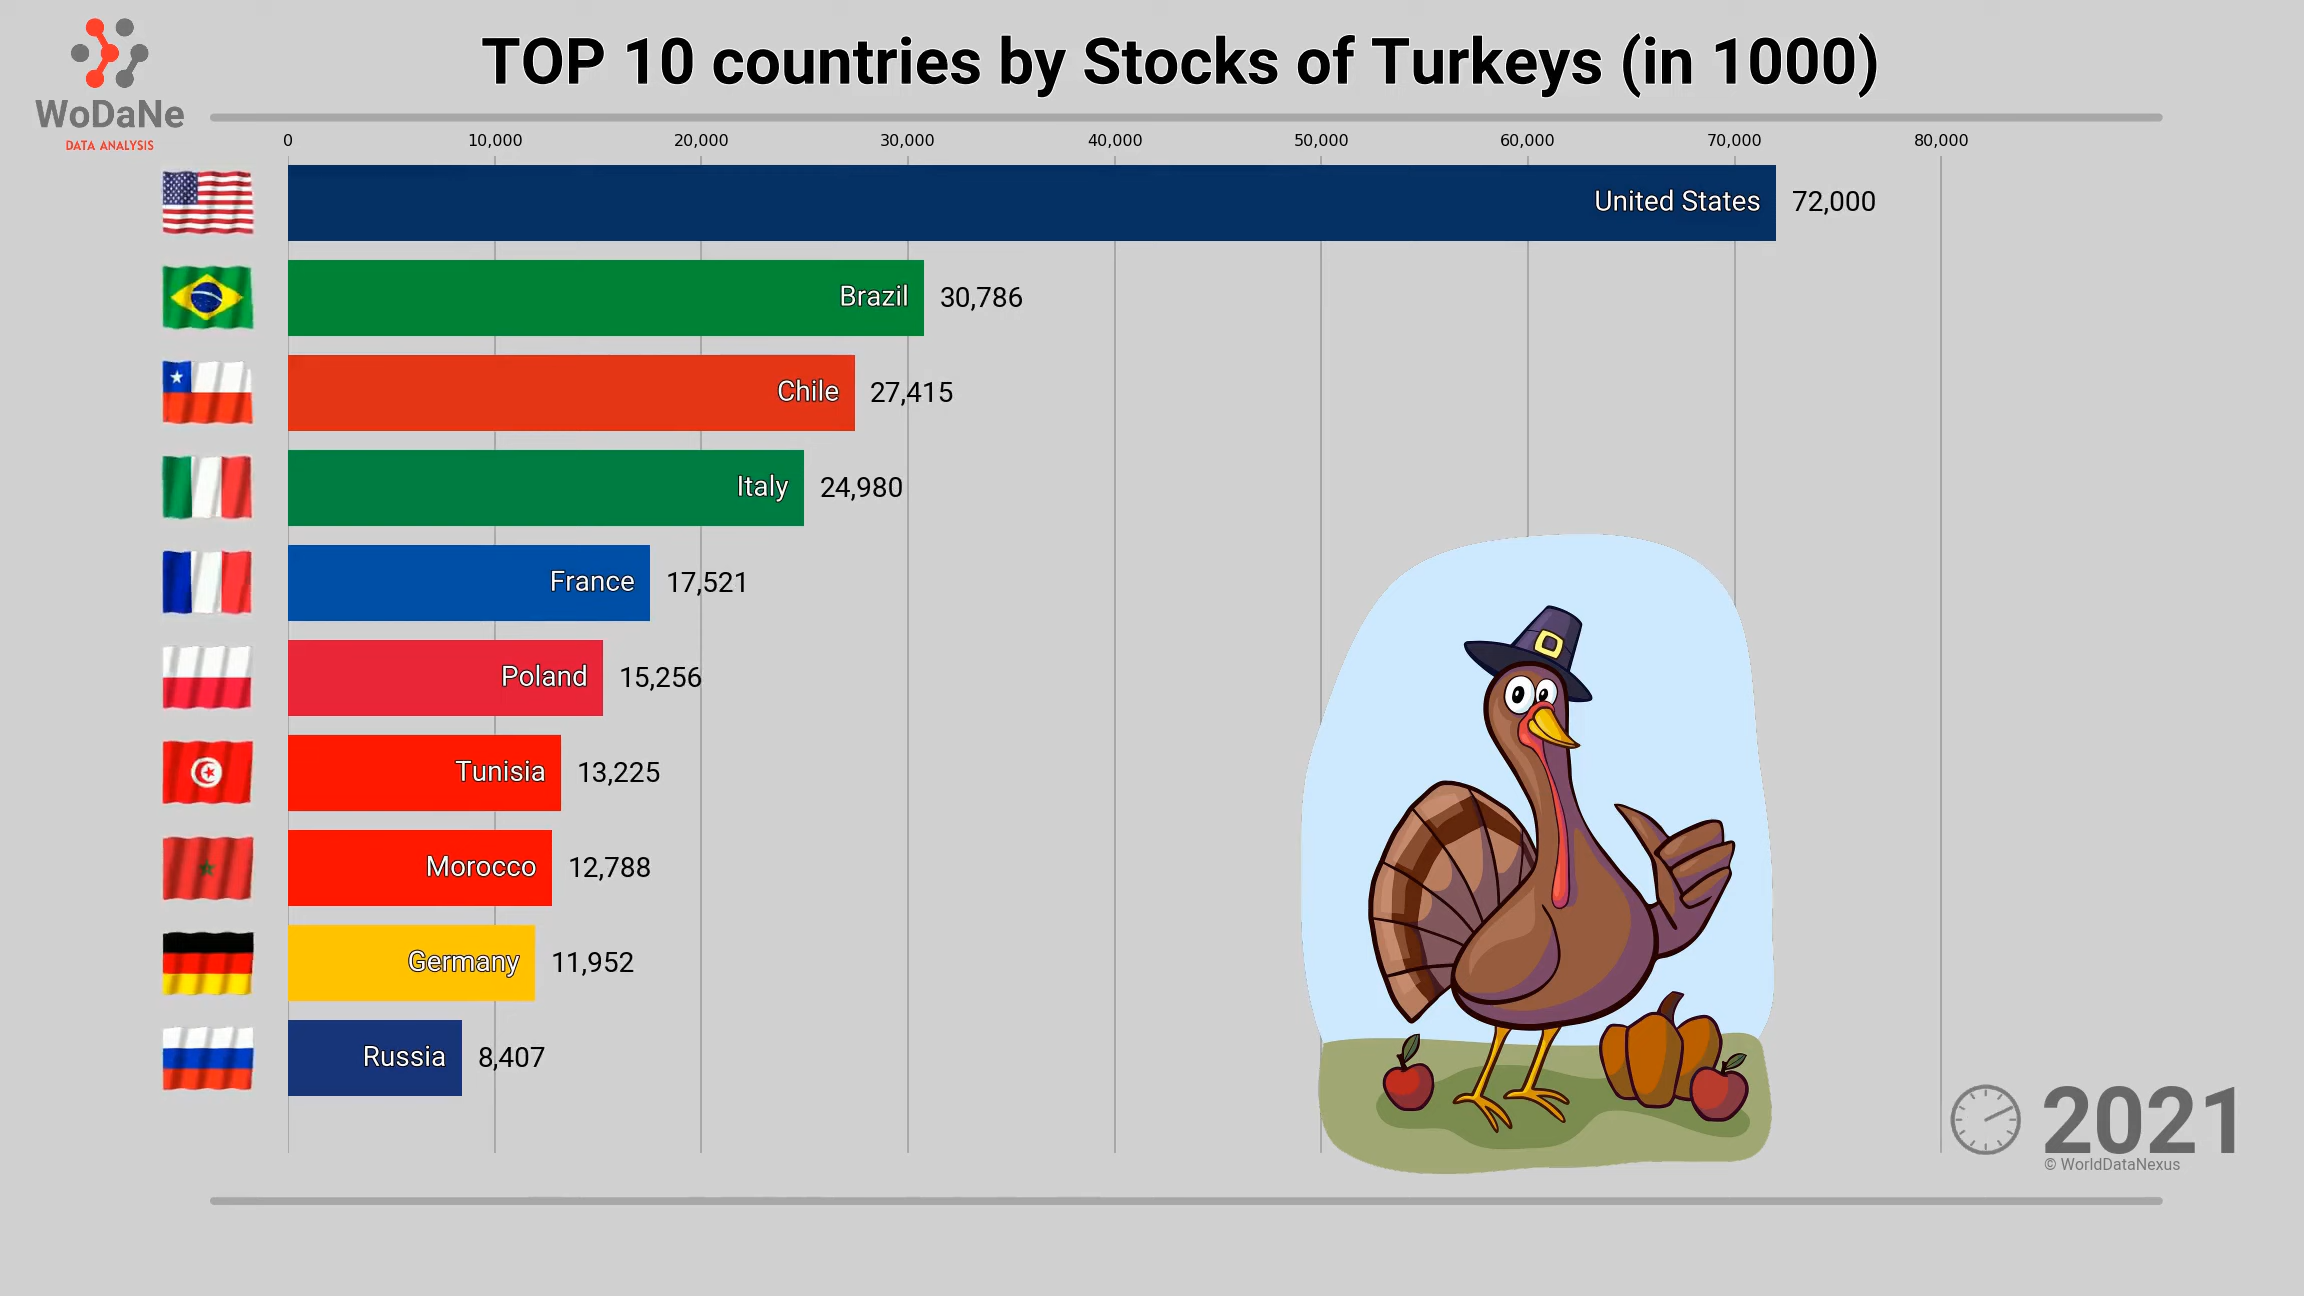 TOP 10 countries by Stocks of Turkeys (in 1000)
WoDaNe
DATA ANALYSIS
0 10,000 20,000 30,000 40,000 50,000 60,000 70,000 80,000
United States 72,000
Brazil 30,786
Chile 27,415
Italy 24,980
France 17,521
Poland 15,256
Tunisia 13,225
Morocco 12,788
Germany 11,952
Russia 8,407
2021
© WorldDataNexus